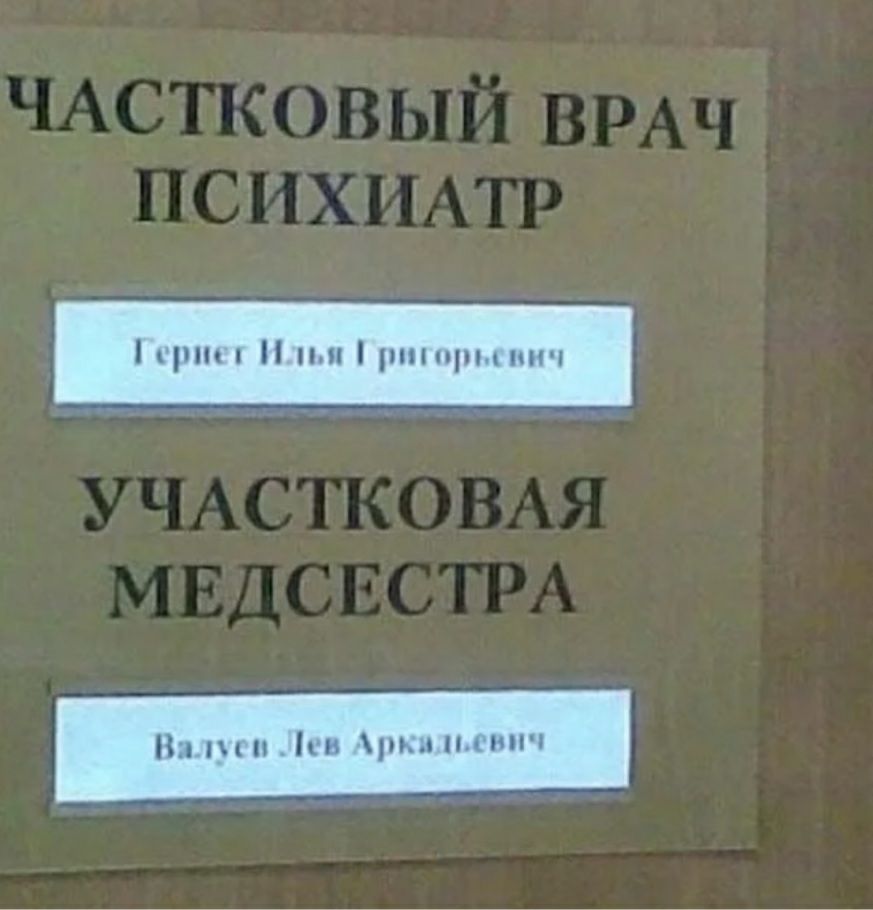 ЧАСТКОВЫЙ ВРАЧ
ПСИХИАТР
Гернет Илья Григорьевич
УЧАСТКОВАЯ
МЕДСЕСТРА
Валуев Лев Аркадьевич